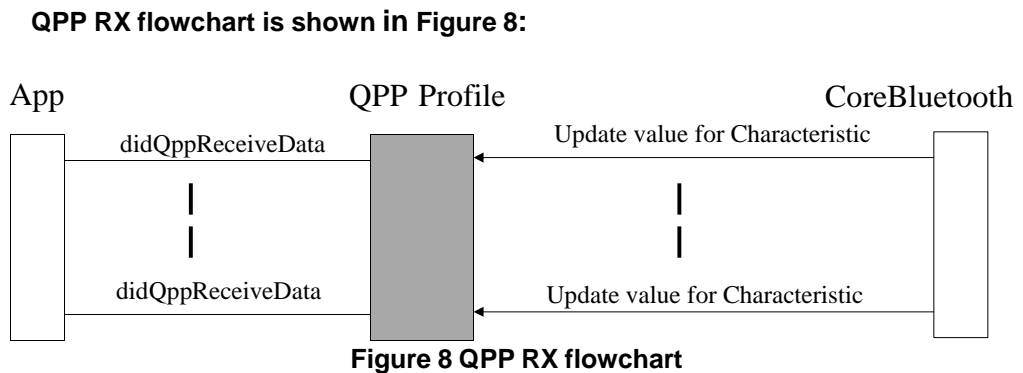 QPP RX flowchart is shown in Figure 8:
App
QPP Profile
CoreBluetooth
didQppReceiveData
Update value for Characteristic
didQppReceiveData
Update value for Characteristic
Figure 8 QPP RX flowchart